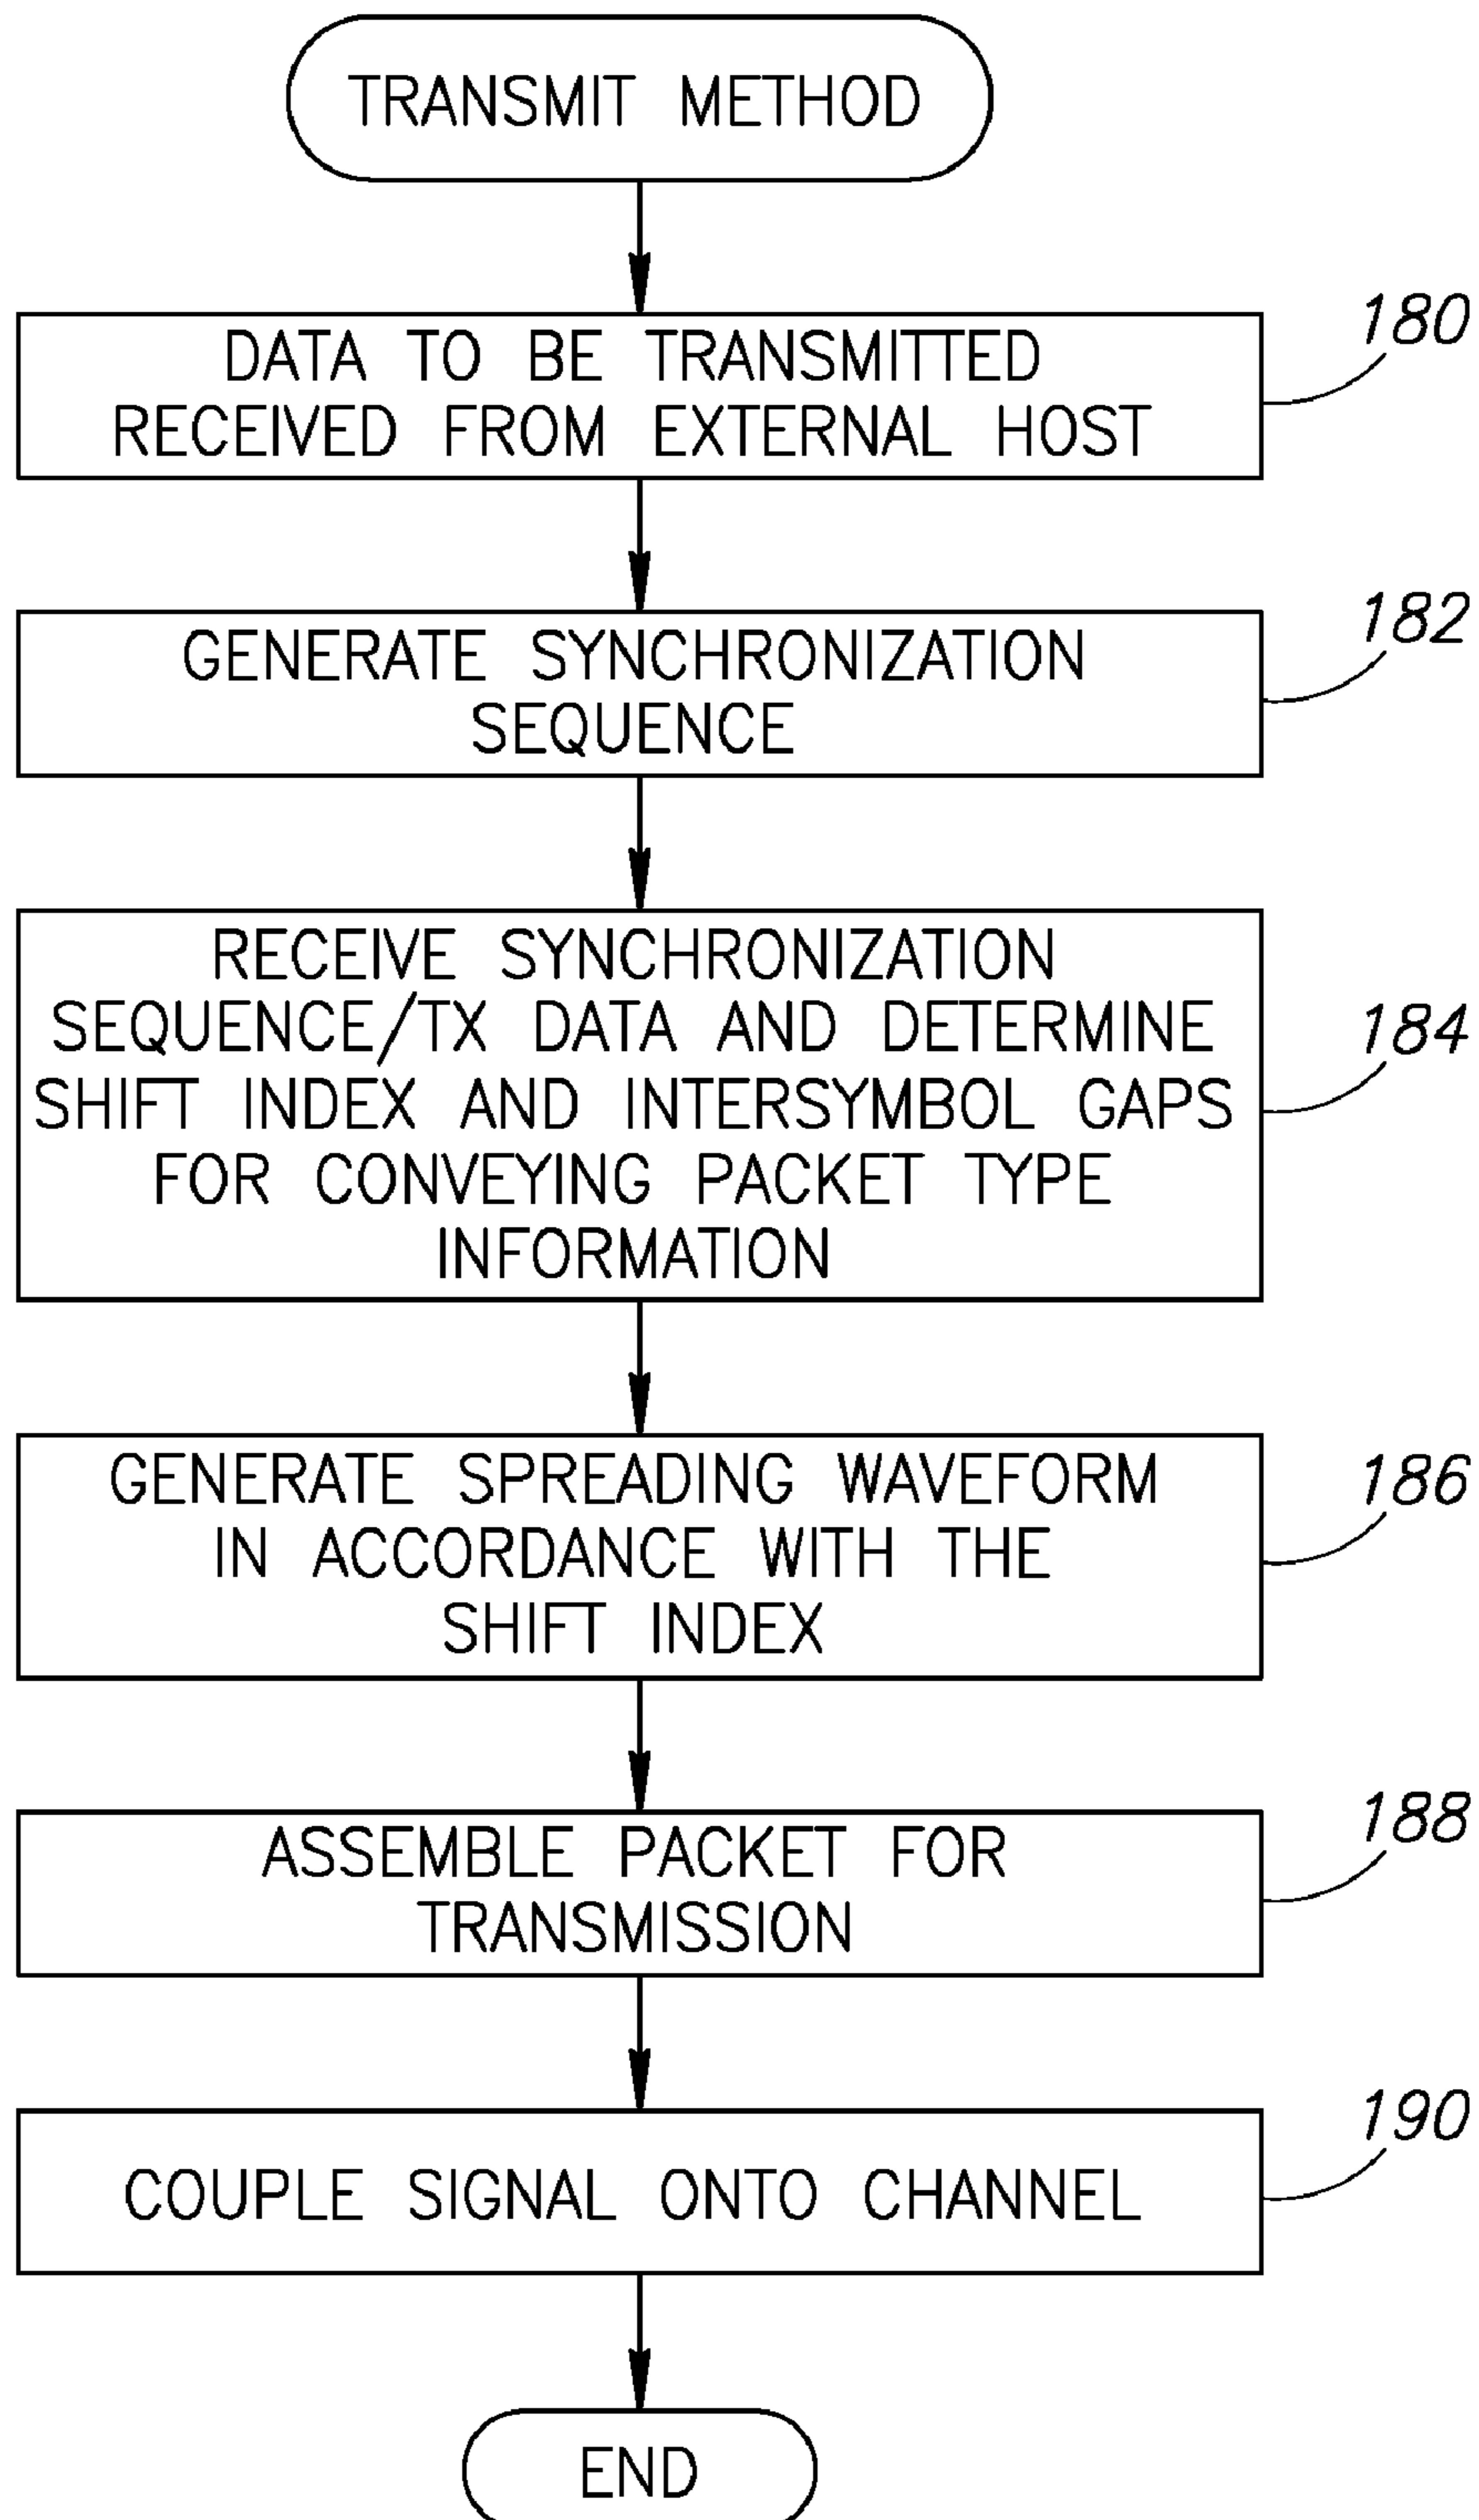 TRANSMIT METHOD
DATA TO BE TRANSMITTED
RECEIVED FROM EXTERNAL HOST
180
GENERATE SYNCHRONIZATION
SEQUENCE
182
RECEIVE SYNCHRONIZATION
SEQUENCE/TX DATA AND DETERMINE
SHIFT INDEX AND INTERSYMBOL GAPS
FOR CONVEYING PACKET TYPE
INFORMATION
184
GENERATE SPREADING WAVEFORM
IN ACCORDANCE WITH THE
SHIFT INDEX
186
ASSEMBLE PACKET FOR
TRANSMISSION
188
COUPLE SIGNAL ONTO CHANNEL
190
END